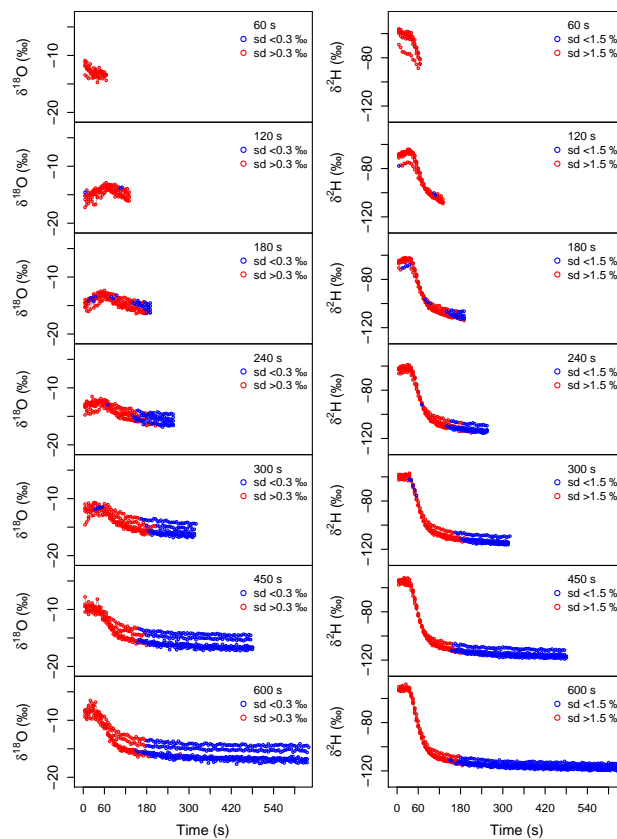 δ¹⁸O (‰)
−10
−20
60 s
sd <0.3 ‰
sd >0.3 ‰
δ²H (‰)
−80
−120
60 s
sd <1.5 %
sd >1.5 %
δ¹⁸O (‰)
−10
−20
120 s
sd <0.3 ‰
sd >0.3 ‰
δ²H (‰)
−80
−120
120 s
sd <1.5 %
sd >1.5 %
δ¹⁸O (‰)
−10
−20
180 s
sd <0.3 ‰
sd >0.3 ‰
δ²H (‰)
−80
−120
180 s
sd <1.5 %
sd >1.5 %
δ¹⁸O (‰)
−10
−20
240 s
sd <0.3 ‰
sd >0.3 ‰
δ²H (‰)
−80
−120
240 s
sd <1.5 %
sd >1.5 %
δ¹⁸O (‰)
−10
−20
300 s
sd <0.3 ‰
sd >0.3 ‰
δ²H (‰)
−80
−120
300 s
sd <1.5 %
sd >1.5 %
δ¹⁸O (‰)
−10
−20
450 s
sd <0.3 ‰
sd >0.3 ‰
δ²H (‰)
−80
−120
450 s
sd <1.5 %
sd >1.5 %
δ¹⁸O (‰)
−10
−20
600 s
sd <0.3 ‰
sd >0.3 ‰
δ²H (‰)
−80
−120
600 s
sd <1.5 %
sd >1.5 %
0 60 180 300 420 540
Time (s)
0 60 180 300 420 540
Time (s)